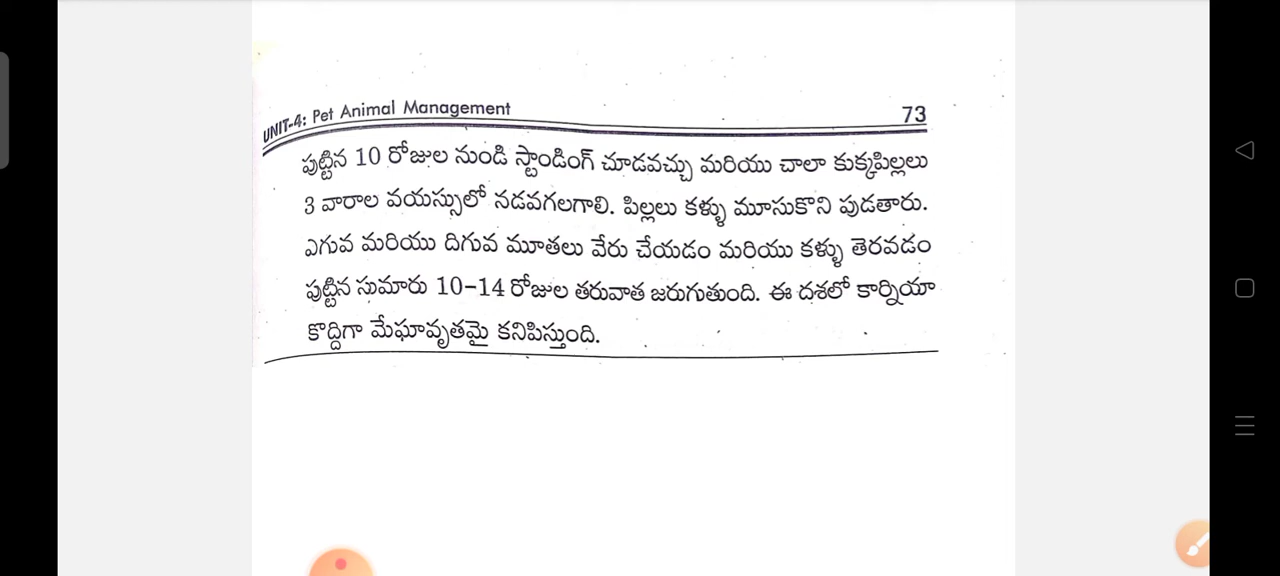 UNIT-4: Pet Animal Management 73
పుట్టిన 10 రోజుల నుండి స్టాండింగ్ చూడవచ్చు మరియు చాలా కుక్కపిల్లలు
3 వారాల వయస్సులో నడవగలగాలి. పిల్లలు కళ్ళు మూసుకొని పుడతారు.
ఎగువ మరియు దిగువ మూతలు వేరు చేయడం మరియు కళ్ళు తెరవడం
పుట్టిన సుమారు 10-14 రోజుల తరువాత జరుగుతుంది. ఈ దశలో కార్నియా
కొద్దిగా మేఘావృతమై కనిపిస్తుంది.